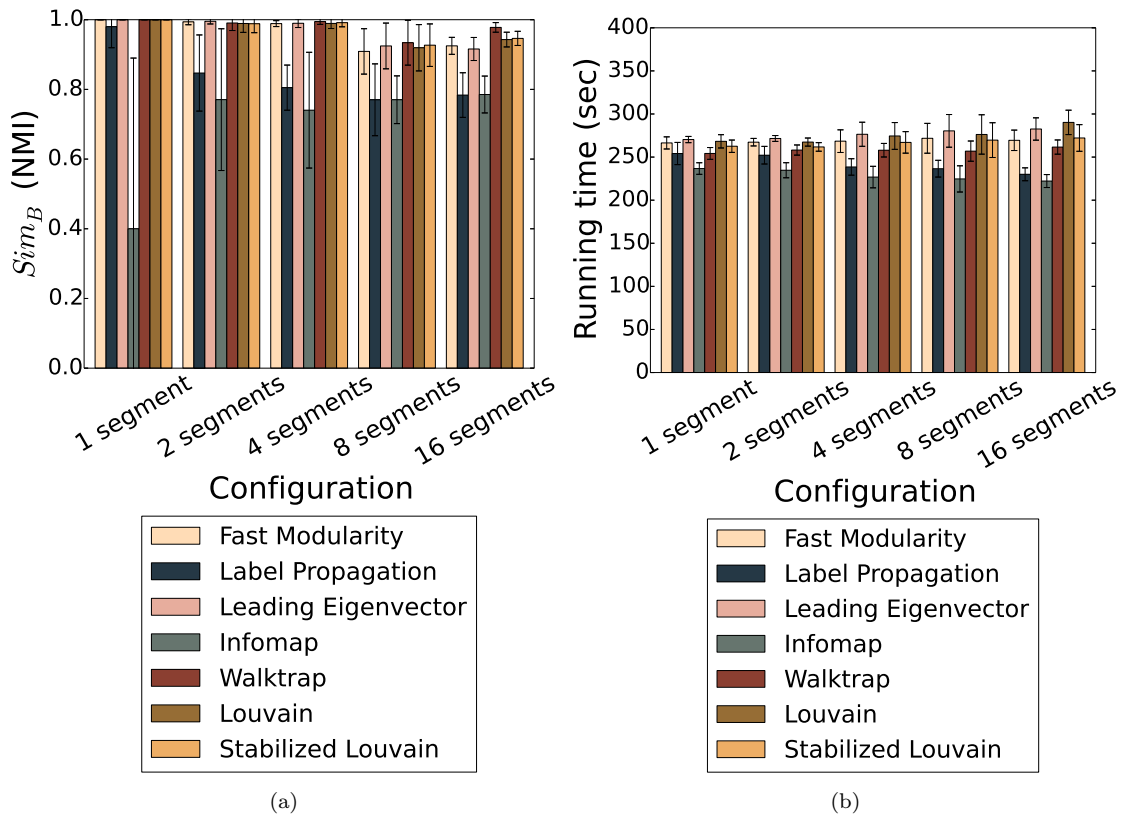 1.0
0.8
0.6
0.4
0.2
0.0
Sim_B (NMI)
1 segment
2 segments
4 segments
8 segments
16 segments
Configuration
Fast Modularity
Label Propagation
Leading Eigenvector
Infomap
Walktrap
Louvain
Stabilized Louvain
(a)
400
350
300
250
200
150
100
50
0
Running time (sec)
1 segment
2 segments
4 segments
8 segments
16 segments
Configuration
Fast Modularity
Label Propagation
Leading Eigenvector
Infomap
Walktrap
Louvain
Stabilized Louvain
(b)